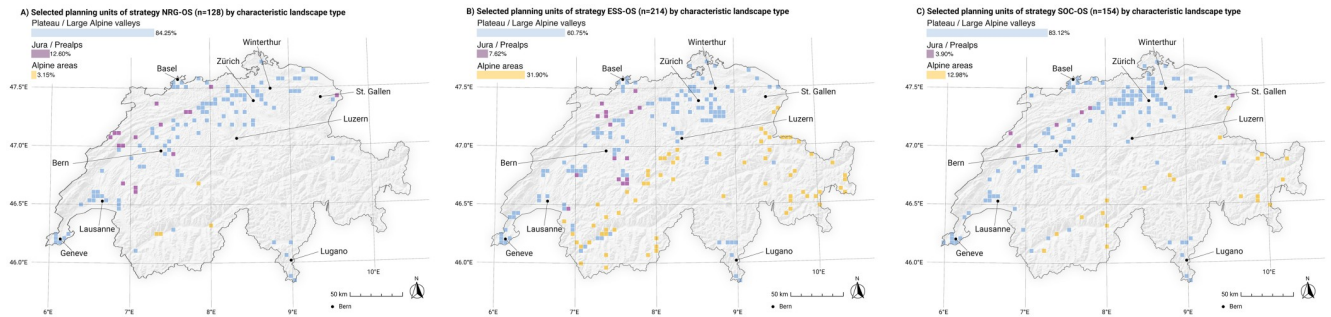 A) Selected planning units of strategy NRG-OS (n=128) by characteristic landscape type
Plateau / Large Alpine valleys
84.25%
Jura / Prealps
12.60%
Alpine areas
3.15%
Winterthur
Zürich
Basel
St. Gallen
Luzern
Bern
Lausanne
Geneve
Lugano
47.5°N
47.0°N
46.5°N
46.0°N
6°E
7°E
8°E
9°E
10°E
50 km
N
Bern
B) Selected planning units of strategy ESS-OS (n=214) by characteristic landscape type
Plateau / Large Alpine valleys
60.75%
Jura / Prealps
7.62%
Alpine areas
31.90%
Winterthur
Zürich
Basel
St. Gallen
Luzern
Bern
Lausanne
Geneve
Lugano
47.5°N
47.0°N
46.5°N
46.0°N
6°E
7°E
8°E
9°E
10°E
50 km
N
Bern
C) Selected planning units of strategy SOC-OS (n=154) by characteristic landscape type
Plateau / Large Alpine valleys
83.12%
Jura / Prealps
3.90%
Alpine areas
12.98%
Winterthur
Zürich
Basel
St. Gallen
Luzern
Bern
Lausanne
Geneve
Lugano
47.5°N
47.0°N
46.5°N
46.0°N
6°E
7°E
8°E
9°E
10°E
50 km
N
Bern